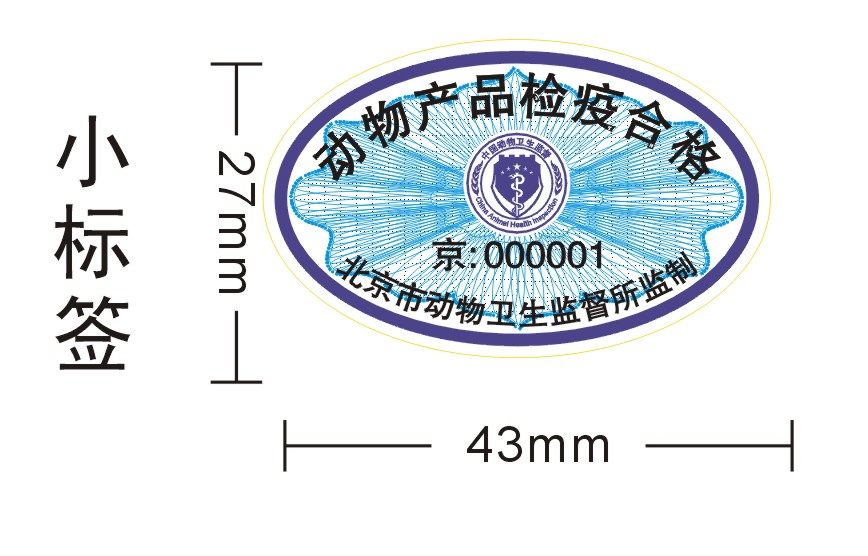 小标签
27mm
动物产品检疫合格
中国动物卫生监督
China Animal Health Inspection
京:000001
北京市动物卫生监督所监制
43mm